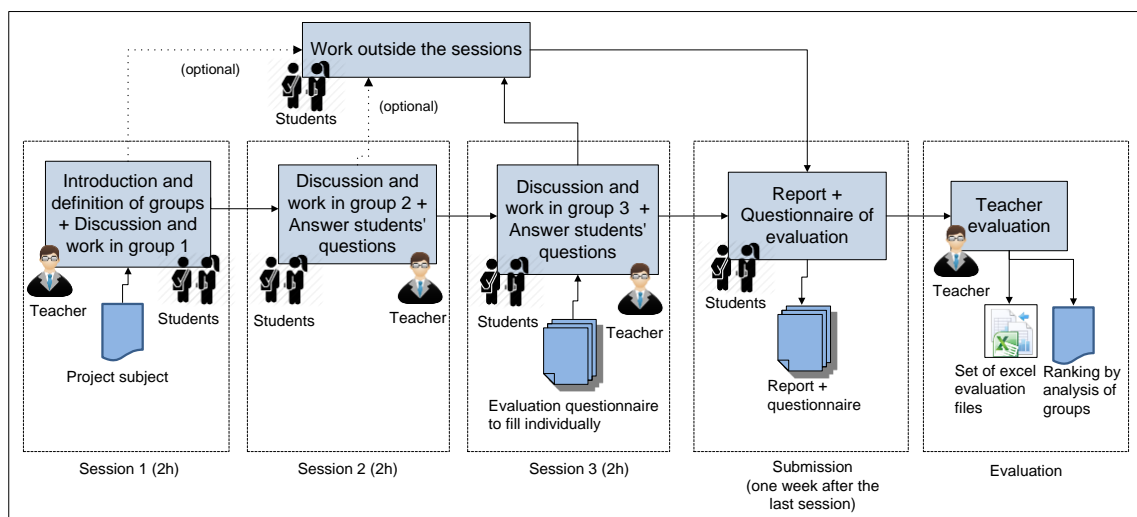 Work outside the sessions
(optional)
(optional)
Students
Introduction and
definition of groups
+ Discussion and
work in group 1
Teacher
Students
Project subject
Session 1 (2h)
Discussion and
work in group 2 +
Answer students'
questions
Students
Teacher
Session 2 (2h)
Discussion and
work in group 3 +
Answer students'
questions
Students
Teacher
Evaluation questionnaire
to fill individually
Session 3 (2h)
Report +
Questionnaire of
evaluation
Students
Report +
questionnaire
Submission
(one week after the
last session)
Teacher
evaluation
Teacher
Set of excel
evaluation
files
Ranking by
analysis of
groups
Evaluation